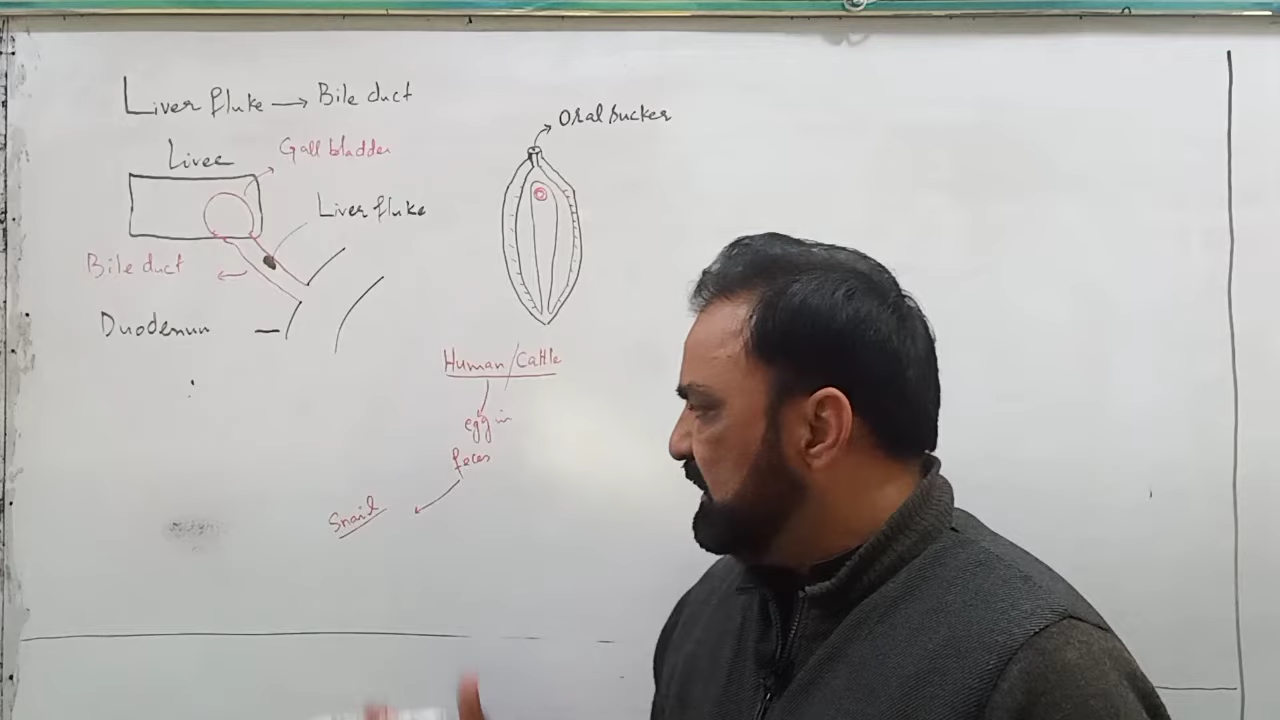 Liver fluke → Bile duct
Oral sucker
Liver
Gall bladder
Liver fluke
Bile duct
Duodenun
Human/Cattle
egg in
feces
Snail